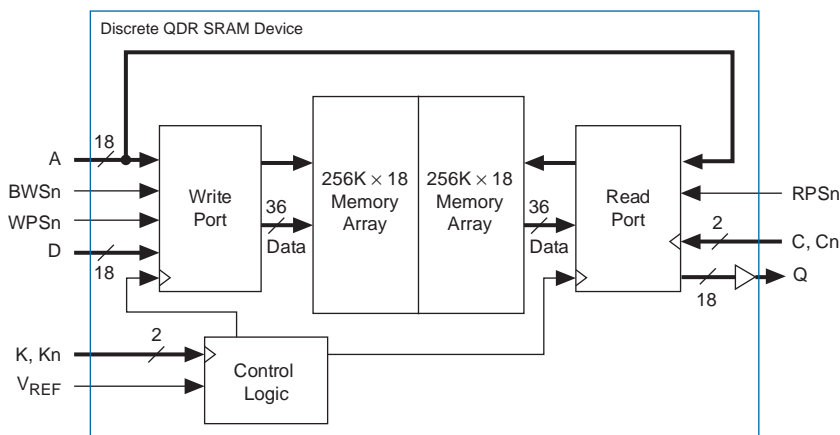 Discrete QDR SRAM Device
A
18
BWSn
WPSn
D
18
Write
Port
36
Data
256K × 18
Memory
Array
256K × 18
Memory
Array
36
Data
Read
Port
RPSn
2
C, Cn
18
Q
K, Kn
2
VREF
Control
Logic